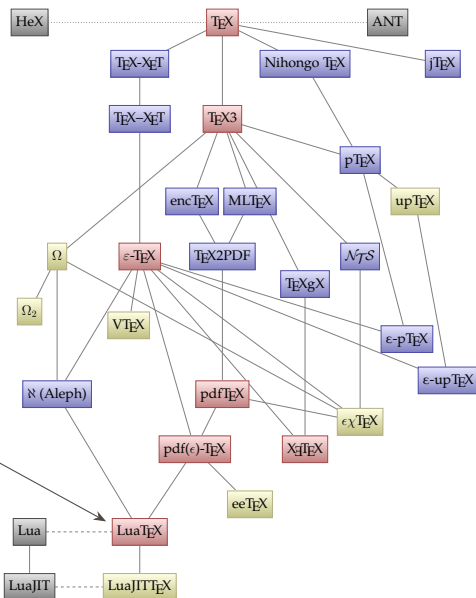 HeX TEX ANT
TEX-XET Nihongo TEX jTEX
TEX--XET TEX3
pTEX
encTEX MLTEX upTEX
Ω ε-TEX TEX2PDF NTS
TEXgX
Ω2 VTEX
ε-pTEX
ε-upTEX
ℵ (Aleph) pdfTEX
ϵχTEX
pdf(ϵ)-TEX XƎTEX
eeTEX
Lua LuaTEX
LuaJIT LuaJITTEX